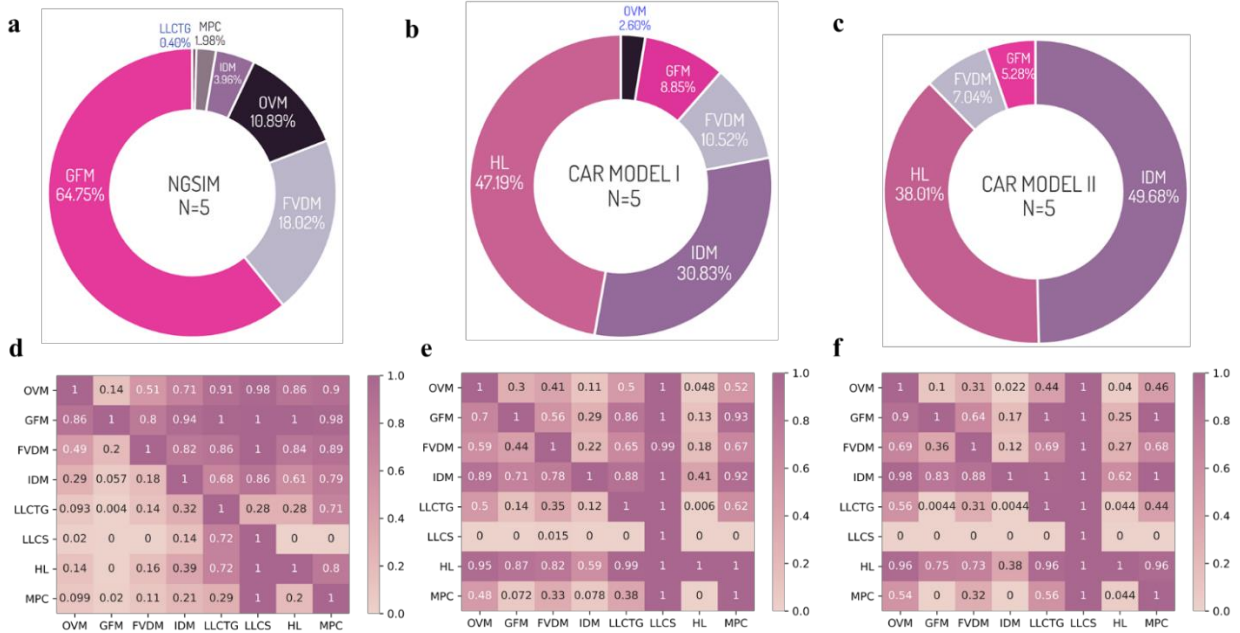 a
LLCTG
0.40%
MPC
1.98%
IDM
3.96%
OVM
10.89%
FVDM
18.02%
GFM
64.75%
NGSIM
N=5
b
OVM
2.60%
GFM
8.85%
FVDM
10.52%
IDM
30.83%
HL
47.19%
CAR MODEL I
N=5
c
GFM
5.28%
FVDM
7.04%
HL
38.01%
IDM
49.68%
CAR MODEL II
N=5
d
OVM 1 0.14 0.51 0.71 0.91 0.98 0.86 0.9
GFM 0.86 1 0.8 0.94 1 1 1 0.98
FVDM 0.49 0.2 1 0.82 0.86 1 0.84 0.89
IDM 0.29 0.057 0.18 1 0.68 0.86 0.61 0.79
LLCTG 0.093 0.004 0.14 0.32 1 0.28 0.28 0.71
LLCS 0.02 0 0 0.14 0.72 1 0 0
HL 0.14 0 0.16 0.39 0.72 1 1 0.8
MPC 0.099 0.02 0.11 0.21 0.29 1 0.2 1
OVM GFM FVDM IDM LLCTG LLCS HL MPC
1.0
0.8
0.6
0.4
0.2
0.0
e
OVM 1 0.3 0.41 0.11 0.5 1 0.048 0.52
GFM 0.7 1 0.56 0.29 0.86 1 0.13 0.93
FVDM 0.59 0.44 1 0.22 0.65 0.99 0.18 0.67
IDM 0.89 0.71 0.78 1 0.88 1 0.41 0.92
LLCTG 0.5 0.14 0.35 0.12 1 1 0.006 0.62
LLCS 0 0 0.015 0 0 1 0 0
HL 0.95 0.87 0.82 0.59 0.99 1 1 1
MPC 0.48 0.072 0.33 0.078 0.38 1 0 1
OVM GFM FVDM IDM LLCTG LLCS HL MPC
1.0
0.8
0.6
0.4
0.2
0.0
f
OVM 1 0.1 0.31 0.022 0.44 1 0.04 0.46
GFM 0.9 1 0.64 0.17 1 1 0.25 1
FVDM 0.69 0.36 1 0.12 0.69 1 0.27 0.68
IDM 0.98 0.83 0.88 1 1 1 0.62 1
LLCTG 0.56 0.0044 0.31 0.0044 1 1 0.044 0.44
LLCS 0 0 0 0 0 1 0 0
HL 0.96 0.75 0.73 0.38 0.96 1 1 0.96
MPC 0.54 0 0.32 0 0.56 1 0.044 1
OVM GFM FVDM IDM LLCTG LLCS HL MPC
1.0
0.8
0.6
0.4
0.2
0.0